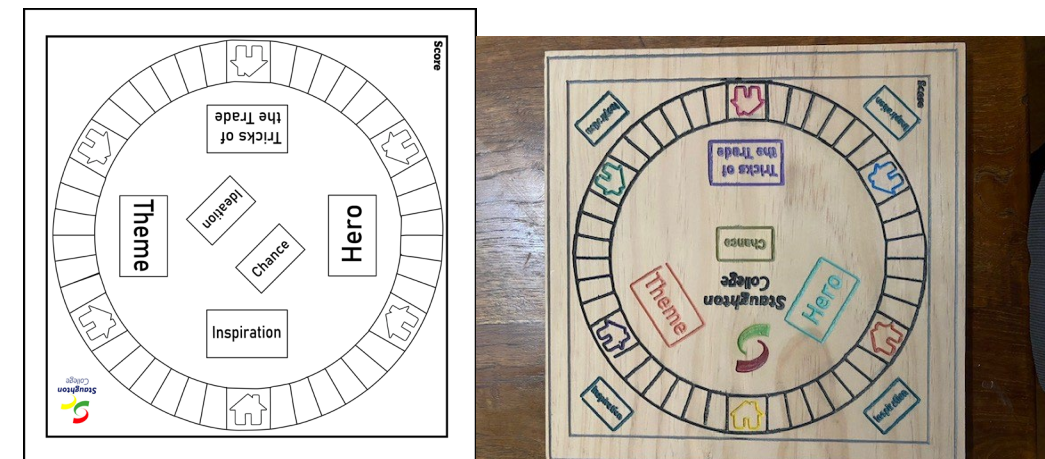 Score
Tricks of
the Trade
Ideation
Theme
Chance
Hero
Inspiration
Staughton
College
Score
Inspiration
Inspiration
Tricks of
the Trade
Chance
Theme
Staughton
College
Hero
Inspiration
Inspiration